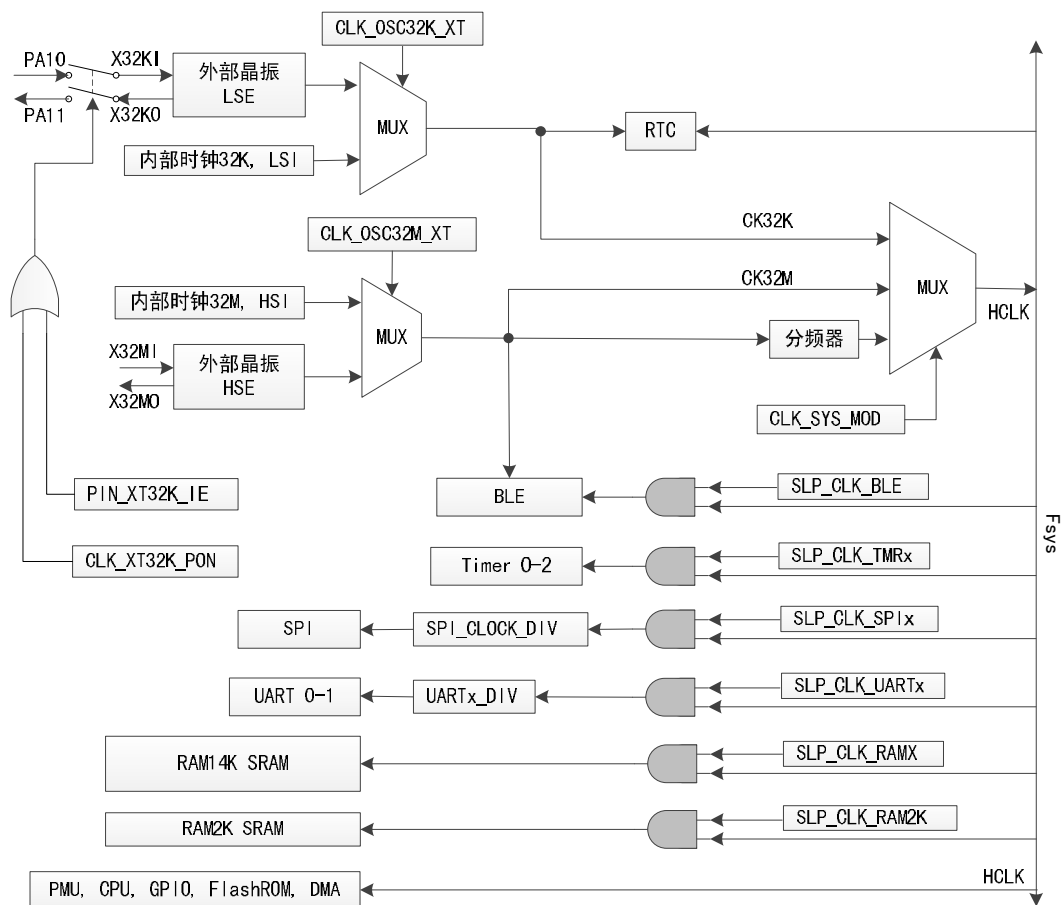 CLK_OSC32K_XT
PA10
X32KI
外部晶振
LSE
PA11
X32KO
MUX
RTC
内部时钟32K, LSI
CK32K
CLK_OSC32M_XT
CK32M
内部时钟32M, HSI
MUX
MUX
HCLK
分频器
X32MI
外部晶振
HSE
X32MO
CLK_SYS_MOD
PIN_XT32K_IE
BLE
SLP_CLK_BLE
Fsys
CLK_XT32K_PON
Timer 0-2
SLP_CLK_TMRx
SPI
SPI_CLOCK_DIV
SLP_CLK_SPIx
UART 0-1
UARTx_DIV
SLP_CLK_UARTx
RAM14K SRAM
SLP_CLK_RAMX
RAM2K SRAM
SLP_CLK_RAM2K
PMU, CPU, GPIO, FlashROM, DMA
HCLK